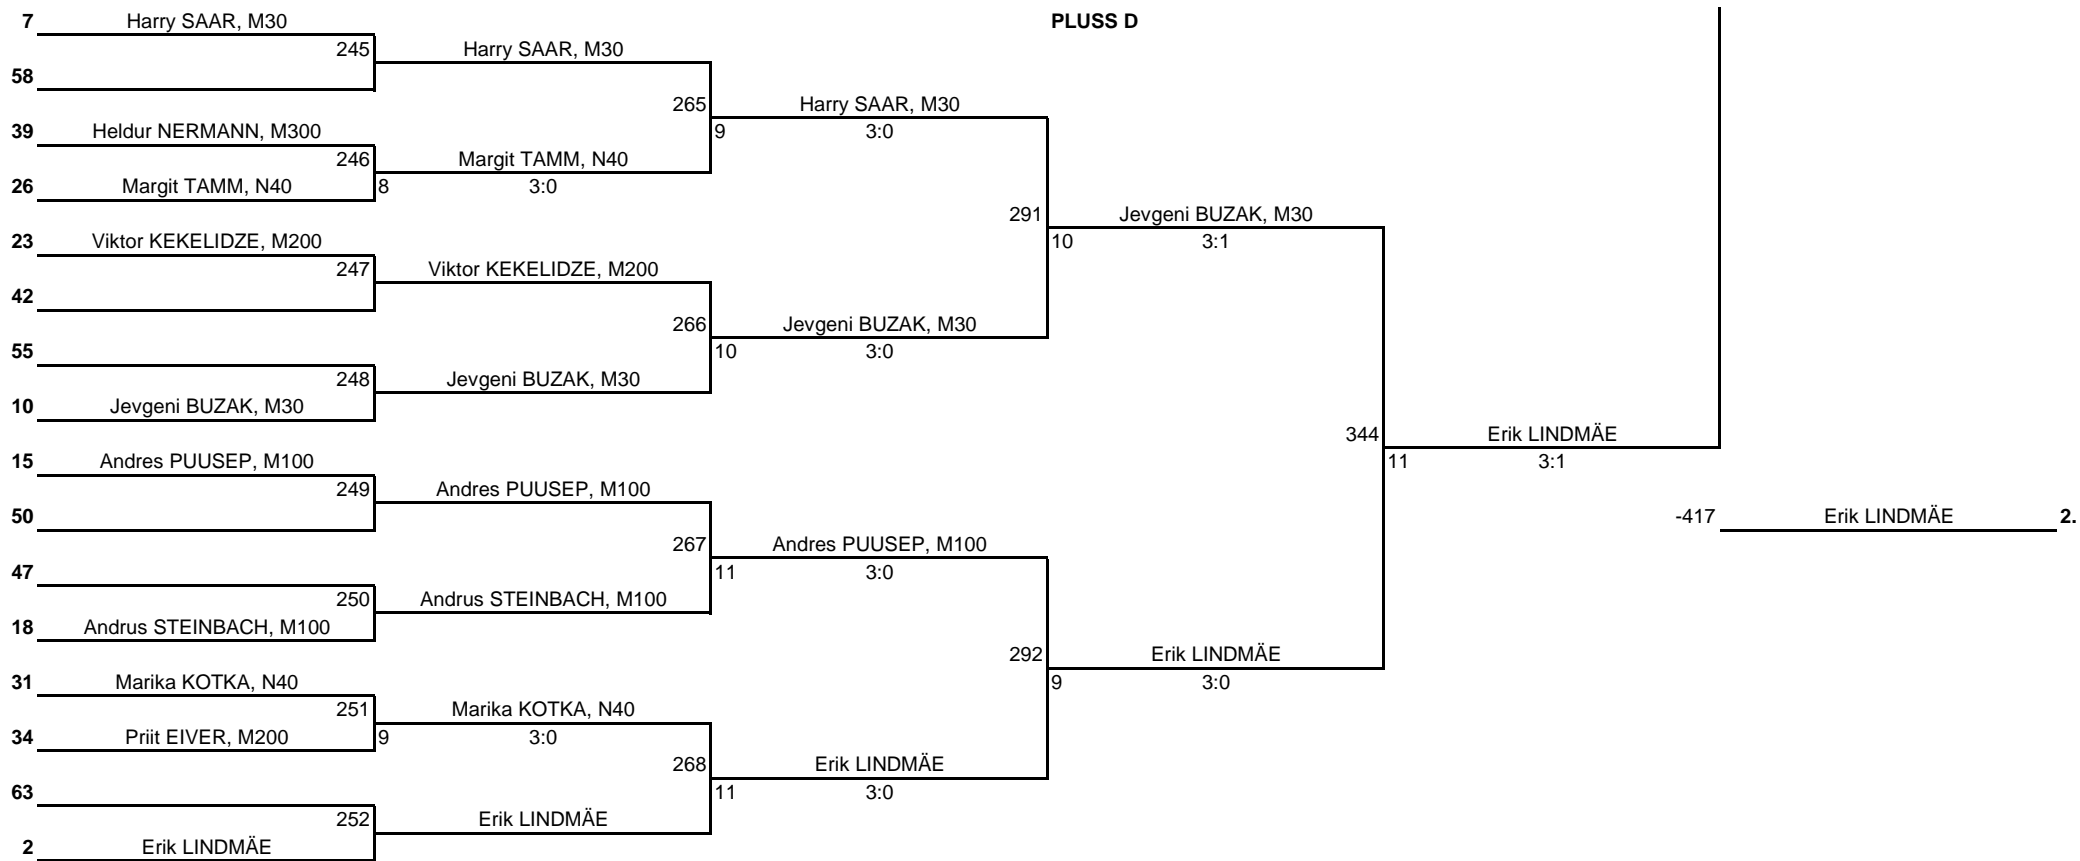 7 Harry SAAR, M30 PLUSS D
245 Harry SAAR, M30
58
265 Harry SAAR, M30
39 Heldur NERMANN, M300 9 3:0
246 Margit TAMM, N40
26 Margit TAMM, N40 8 3:0
291 Jevgeni BUZAK, M30
23 Viktor KEKELIDZE, M200 10 3:1
247 Viktor KEKELIDZE, M200
42
266 Jevgeni BUZAK, M30
55 10 3:0
248 Jevgeni BUZAK, M30
10 Jevgeni BUZAK, M30
344 Erik LINDMÄE
15 Andres PUUSEP, M100 11 3:1
249 Andres PUUSEP, M100
50 -417 Erik LINDMÄE 2.
267 Andres PUUSEP, M100
47 11 3:0
250 Andrus STEINBACH, M100
18 Andrus STEINBACH, M100
292 Erik LINDMÄE
31 Marika KOTKA, N40 9 3:0
251 Marika KOTKA, N40
34 Priit EIVER, M200 9 3:0
268 Erik LINDMÄE
63 11 3:0
252 Erik LINDMÄE
2 Erik LINDMÄE